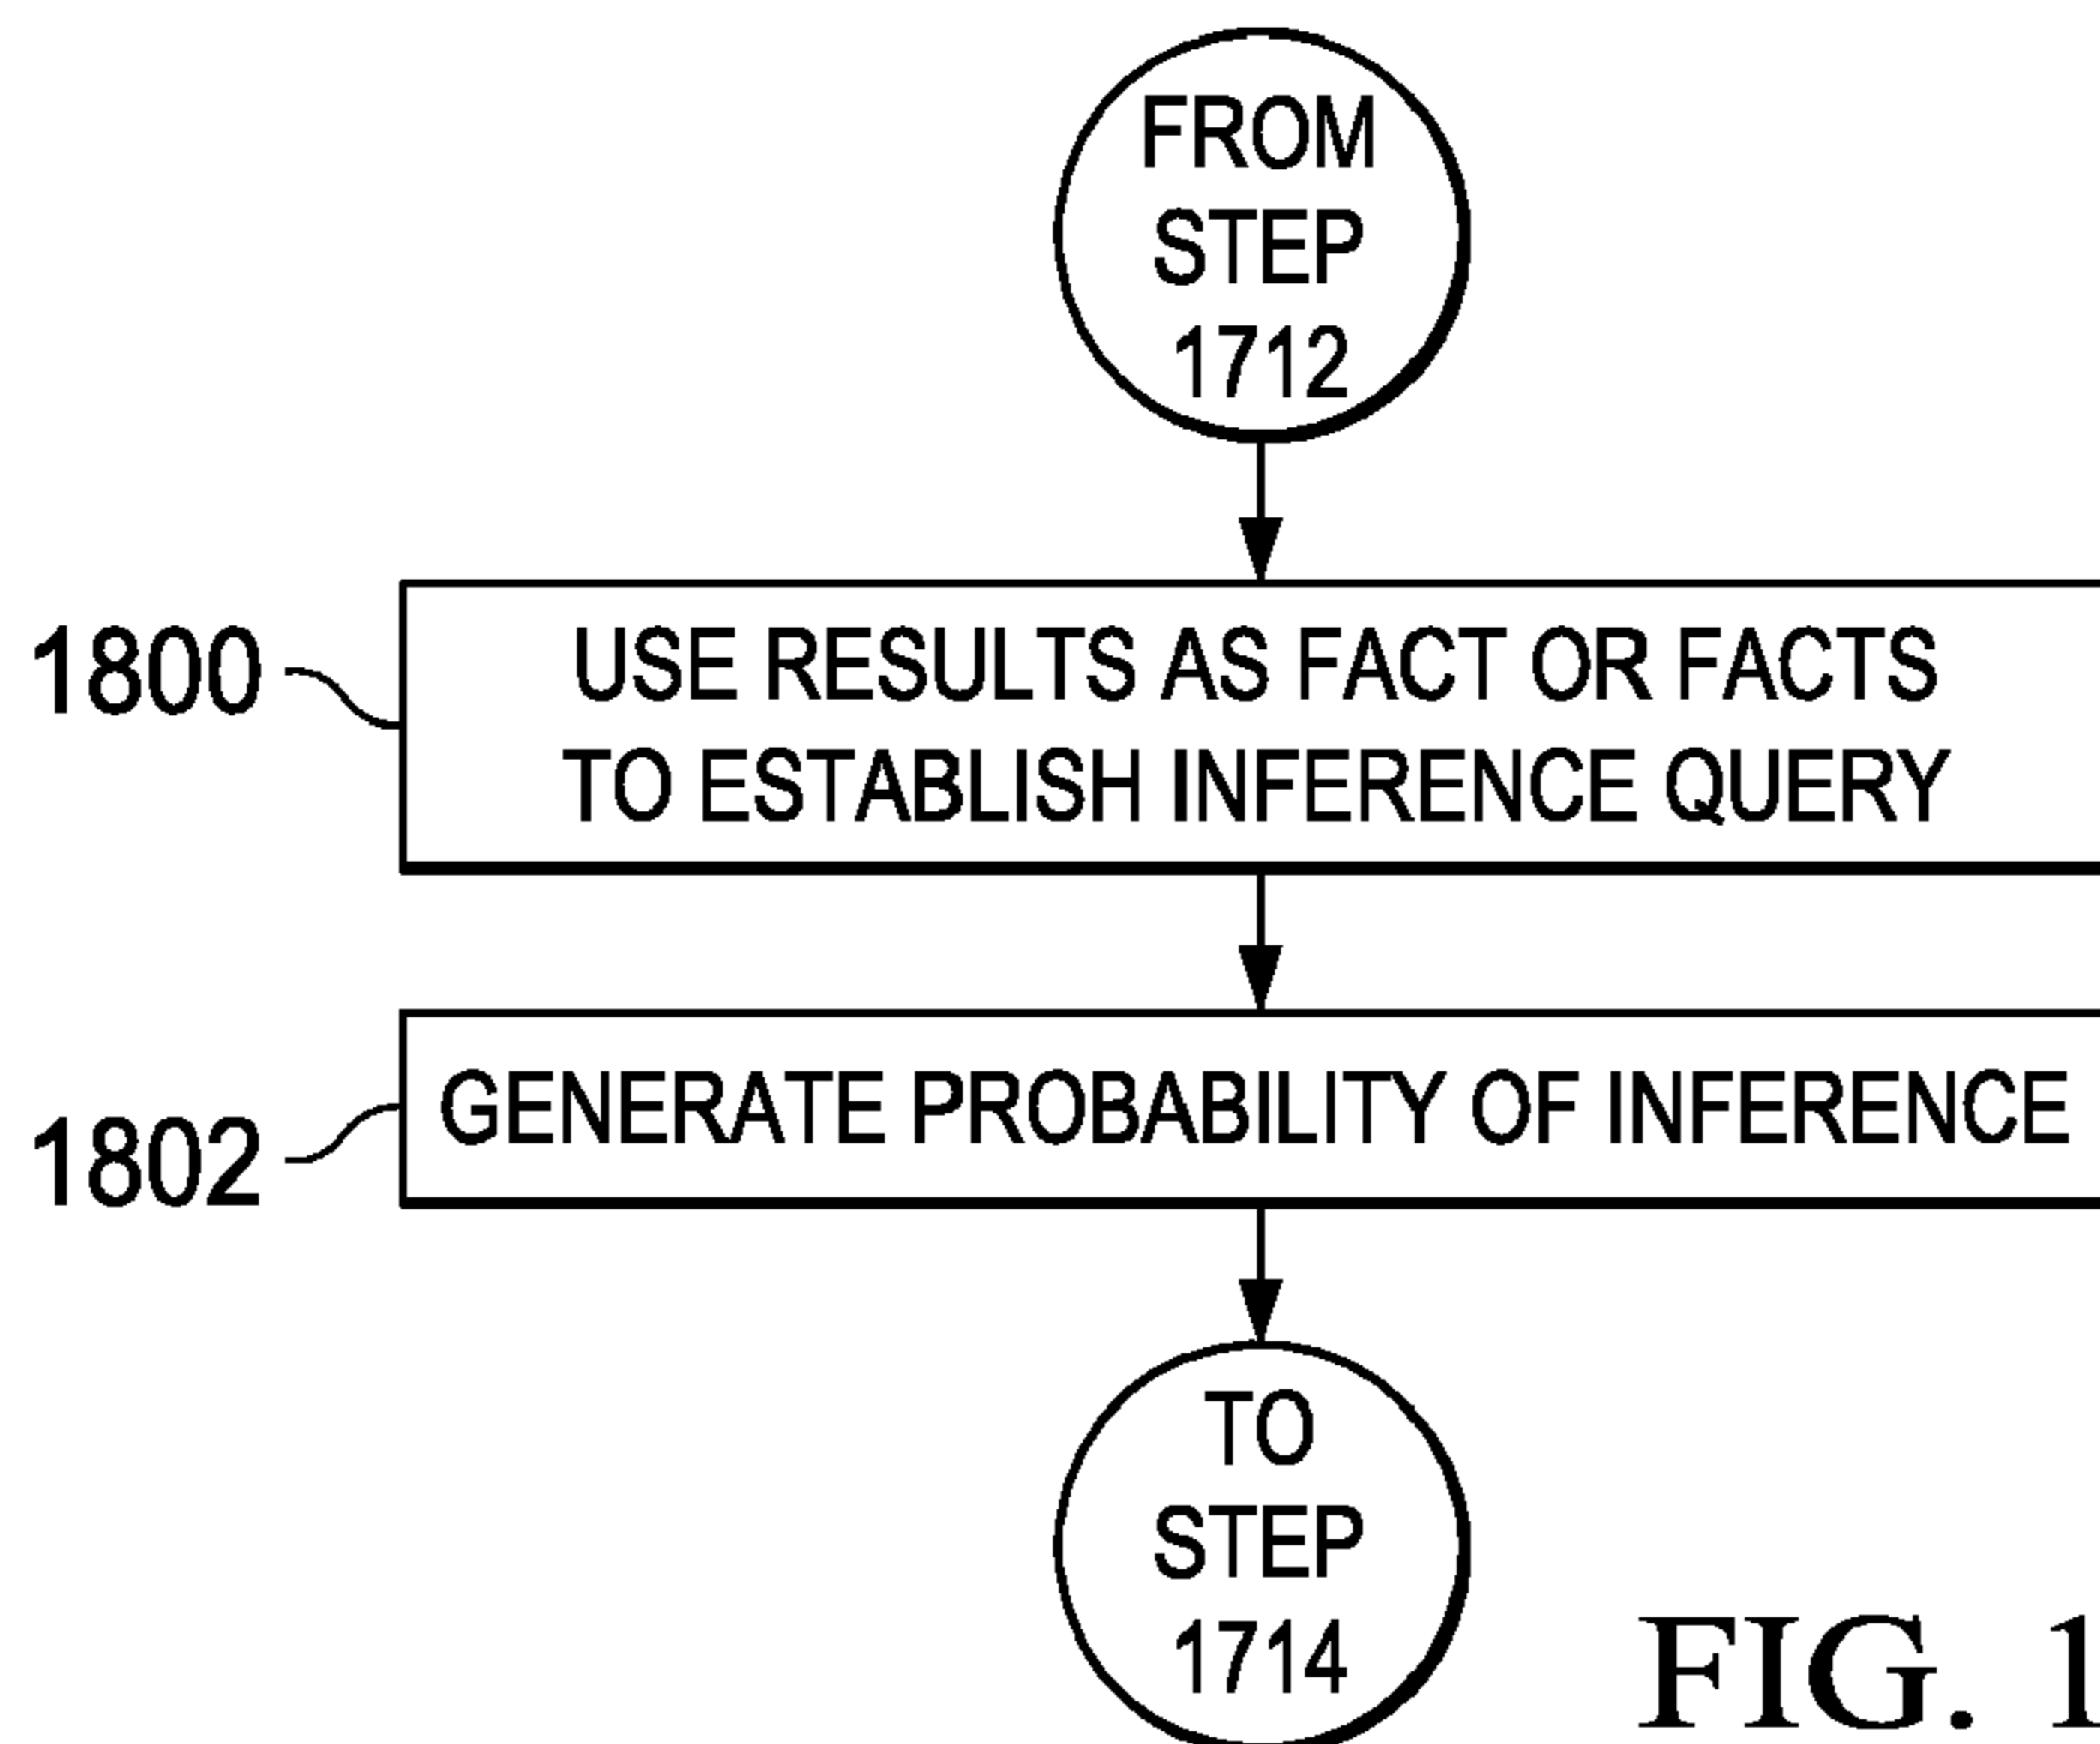 FROM
STEP
1712
1800
USE RESULTS AS FACT OR FACTS
TO ESTABLISH INFERENCE QUERY
1802
GENERATE PROBABILITY OF INFERENCE
TO
STEP
1714
FIG. 1